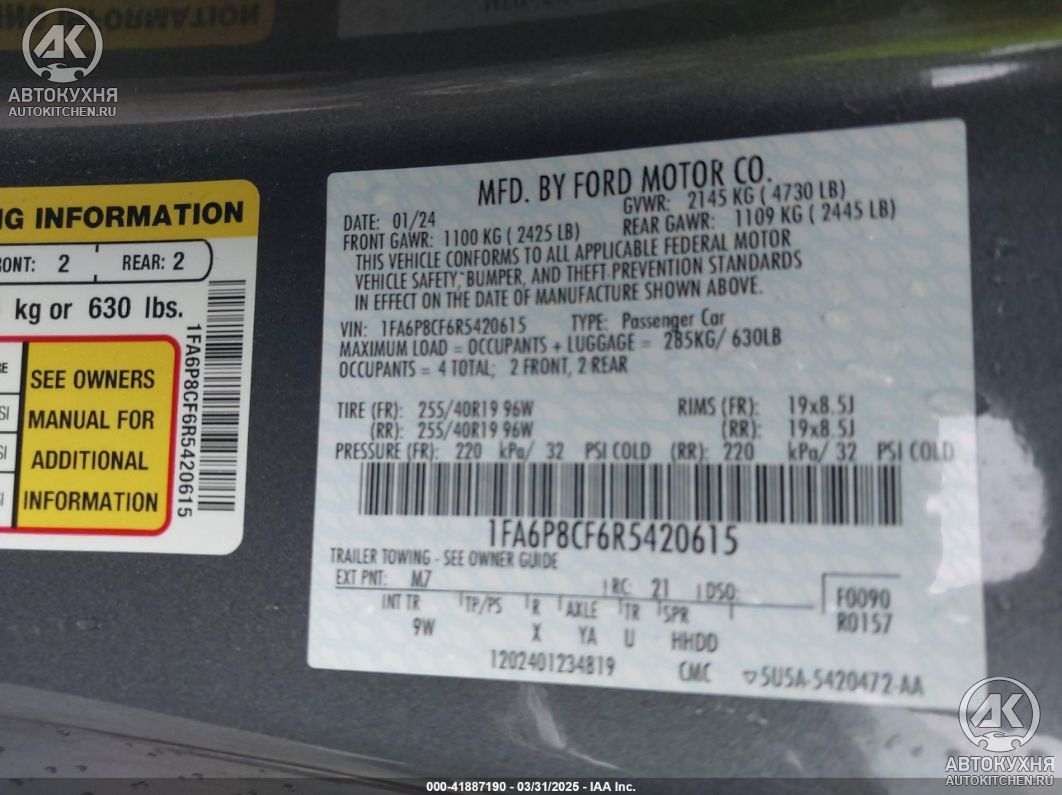 АВТОКУХНЯ
AUTOKITCHEN.RU
NG INFORMATION
RONT: 2 REAR: 2
kg or 630 lbs.
SEE OWNERS
MANUAL FOR
ADDITIONAL
INFORMATION
1FA6P8CF6R5420615
MFD. BY FORD MOTOR CO.
DATE: 01/24 GVWR: 2145 KG ( 4730 LB)
FRONT GAWR: 1100 KG ( 2425 LB) REAR GAWR: 1109 KG ( 2445 LB)
THIS VEHICLE CONFORMS TO ALL APPLICABLE FEDERAL MOTOR
VEHICLE SAFETY, BUMPER, AND THEFT PREVENTION STANDARDS
IN EFFECT ON THE DATE OF MANUFACTURE SHOWN ABOVE.
VIN: 1FA6P8CF6R5420615 TYPE: Passenger Car
MAXIMUM LOAD = OCCUPANTS + LUGGAGE = 285KG/ 630LB
OCCUPANTS = 4 TOTAL; 2 FRONT, 2 REAR
TIRE (FR): 255/40R19 96W RIMS (FR): 19x8.5J
(RR): 255/40R19 96W (RR): 19x8.5J
PRESSURE (FR): 220 kPa/ 32 PSI COLD (RR): 220 kPa/ 32 PSI COLD
1FA6P8CF6R5420615
TRAILER TOWING - SEE OWNER GUIDE
EXT PNT: M7 RC: 21 DSO:
INT TR TP/PS R AXLE TR SPR
9W X YA U HHDD
F0090
R0157
1202401234819 CMC ▽5U5A-5420472-AA
АВТОКУХНЯ
AUTOKITCHEN.RU
000-41887190 - 03/31/2025 - IAA Inc.